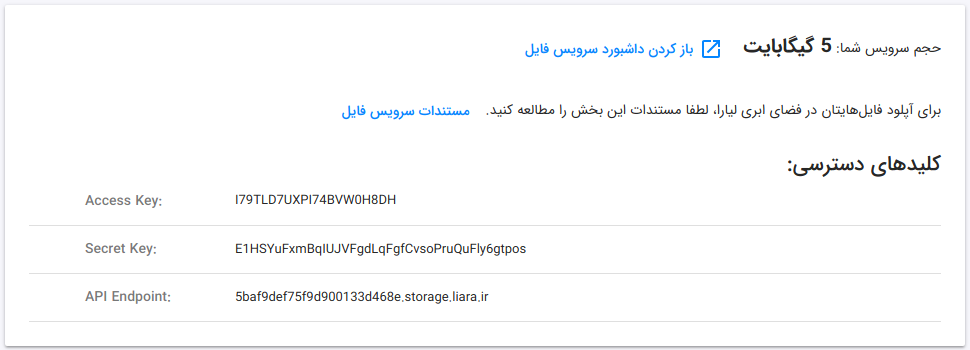 حجم سرویس شما: 5 گیگابایت باز کردن داشبورد سرویس فایل
برای آپلود فایل‌هایتان در فضای ابری لیارا، لطفا مستندات این بخش را مطالعه کنید. مستندات سرویس فایل
کلیدهای دسترسی:
Access Key: I79TLD7UXPI74BVW0H8DH
Secret Key: E1HSYuFxmBqIUJVFgdLqFgfCvsoPruQuFly6gtpos
API Endpoint: 5baf9def75f9d900133d468e.storage.liara.ir